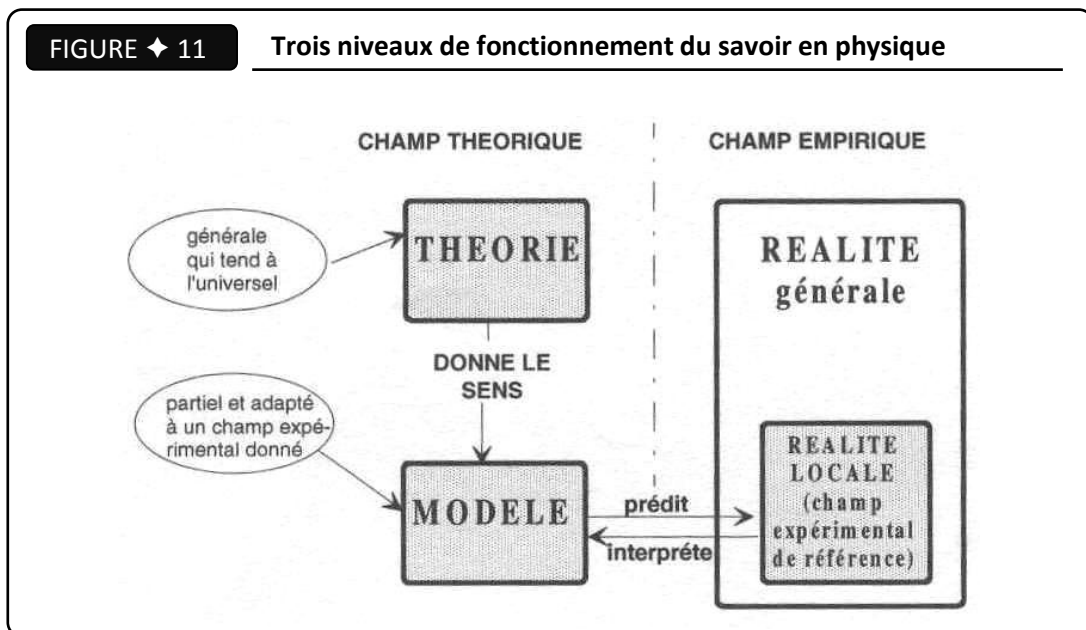 FIGURE ✦ 11
Trois niveaux de fonctionnement du savoir en physique
CHAMP THEORIQUE
CHAMP EMPIRIQUE
générale
qui tend à
l'universel
THEORIE
REALITE
générale
DONNE LE
SENS
partiel et adapté
à un champ expé-
rimental donné
MODELE
prédit
interpréte
REALITE
LOCALE
(champ
expérimental
de référence)